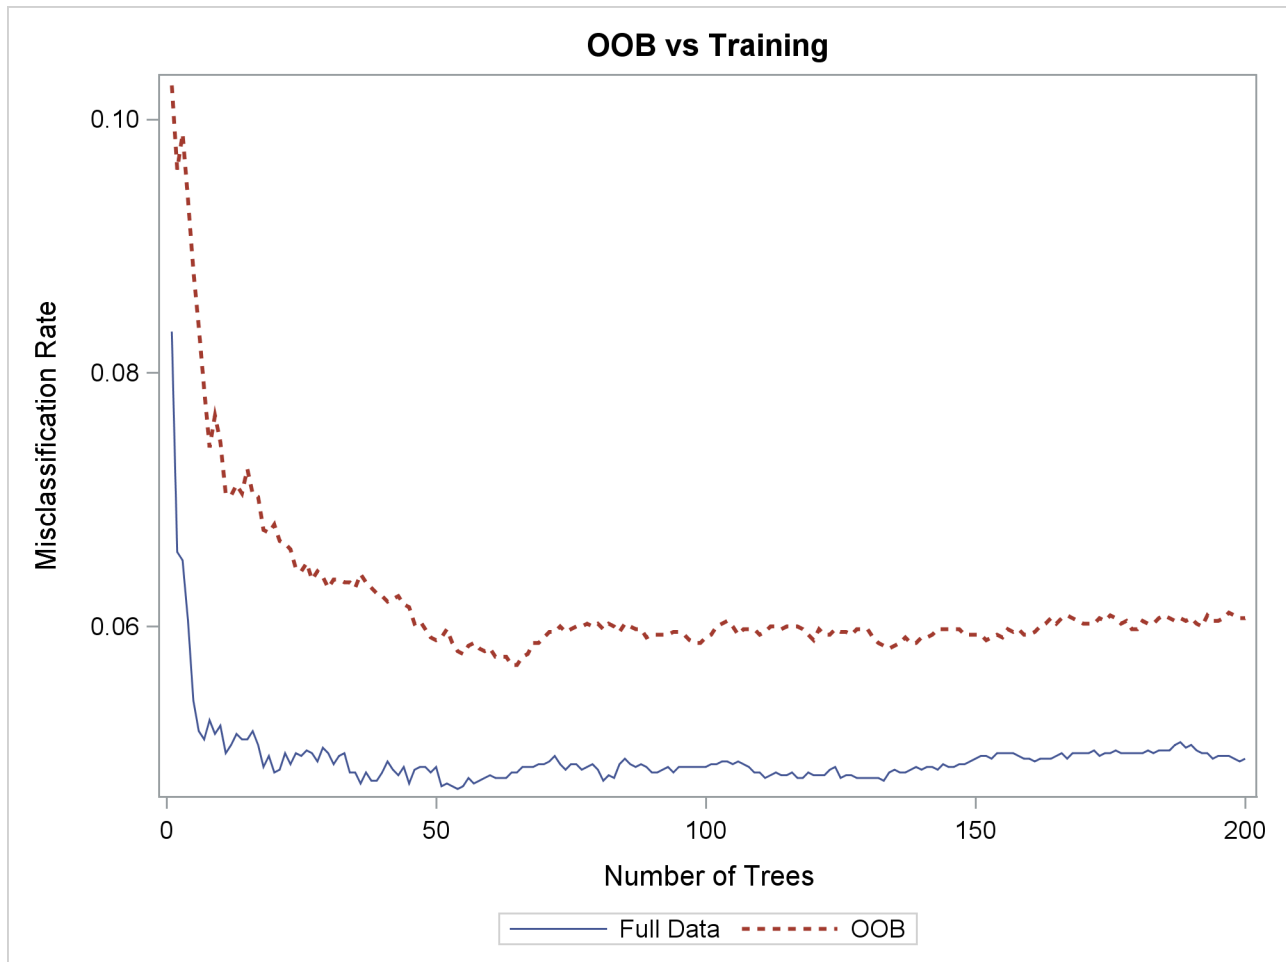 OOB vs Training
0.10
0.08
0.06
Misclassification Rate
0 50 100 150 200
Number of Trees
Full Data OOB